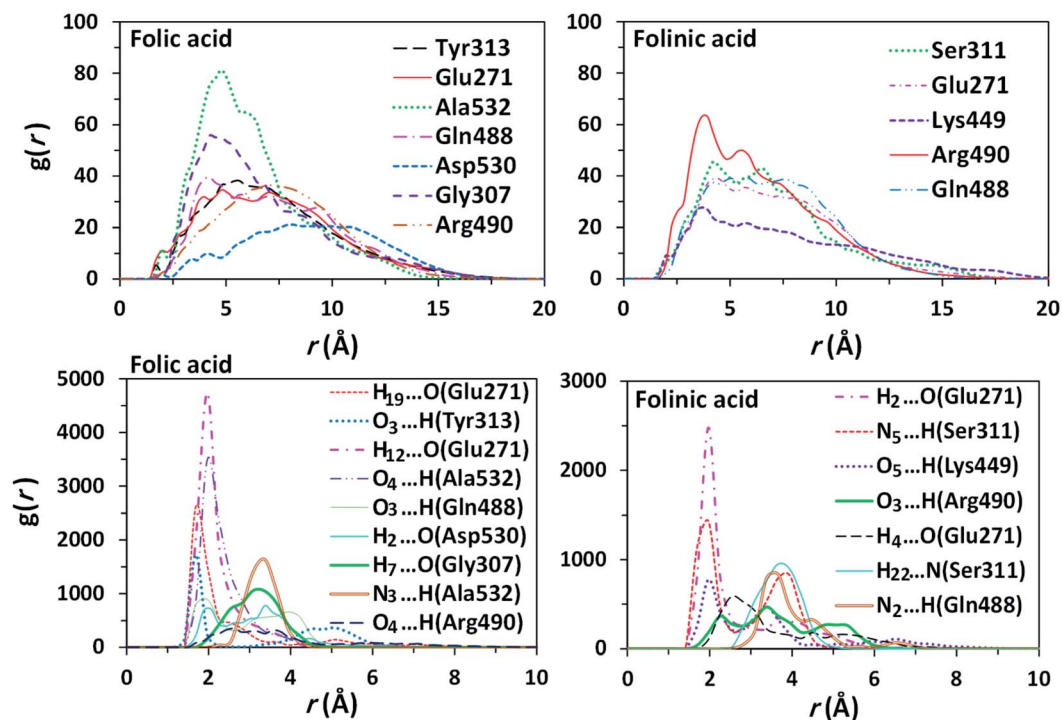 Folic acid
g(r)
100
80
60
40
20
0
0 5 10 15 20
r (Å)
Tyr313
Glu271
Ala532
Gln488
Asp530
Gly307
Arg490
Folinic acid
100
80
60
40
20
0
0 5 10 15 20
r (Å)
Ser311
Glu271
Lys449
Arg490
Gln488
Folic acid
g(r)
5000
4000
3000
2000
1000
0
0 2 4 6 8 10
r (Å)
H₁₉...O(Glu271)
O₃...H(Tyr313)
H₁₂...O(Glu271)
O₄...H(Ala532)
O₃...H(Gln488)
H₂...O(Asp530)
H₇...O(Gly307)
N₃...H(Ala532)
O₄...H(Arg490)
Folinic acid
3000
2000
1000
0
0 2 4 6 8 10
r (Å)
H₂...O(Glu271)
N₅...H(Ser311)
O₅...H(Lys449)
O₃...H(Arg490)
H₄...O(Glu271)
H₂₂...N(Ser311)
N₂...H(Gln488)